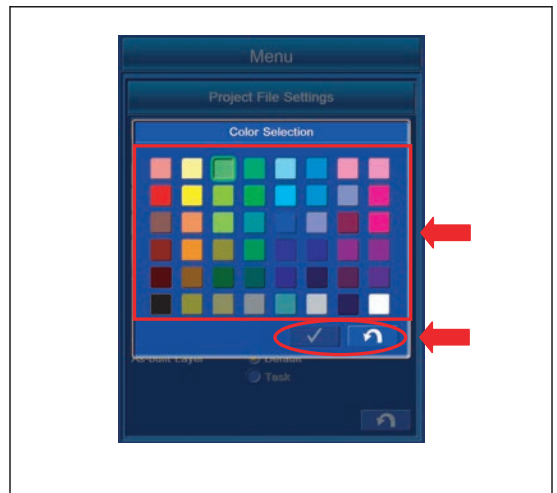 Menu
Project File Settings
Color Selection
As-built Layer Default
Task